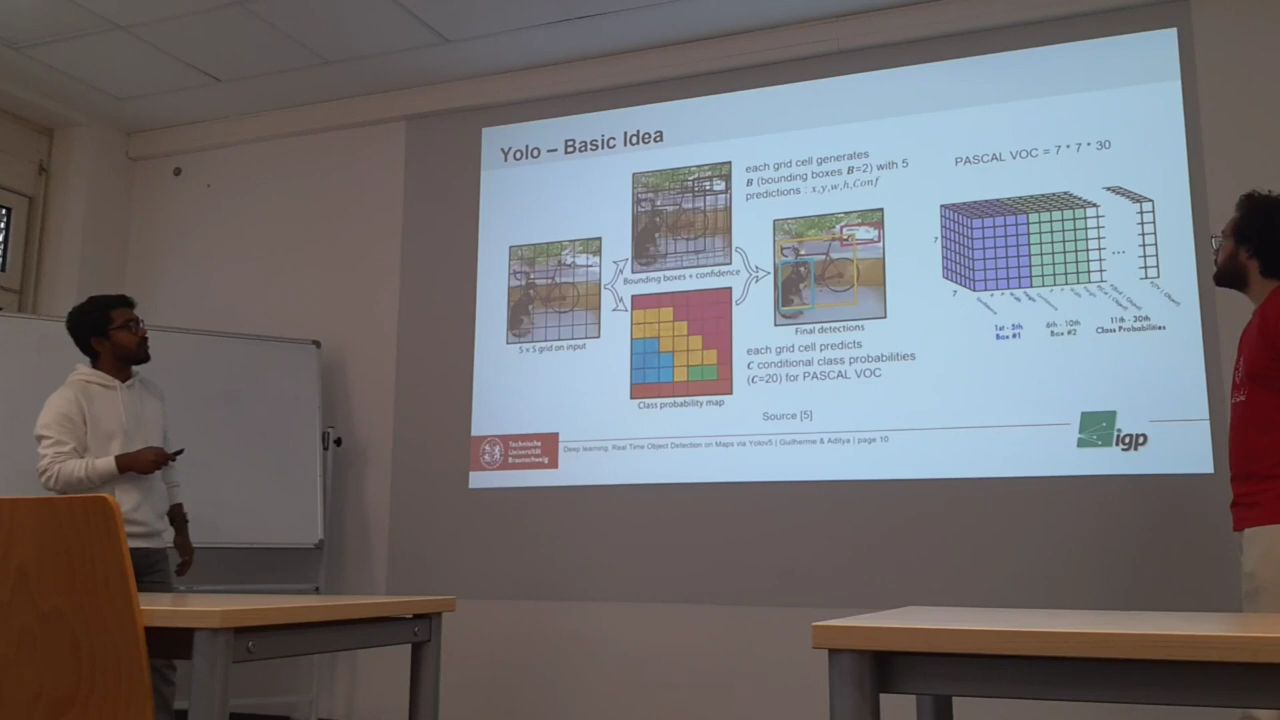 Yolo – Basic Idea
each grid cell generates
B (bounding boxes B=2) with 5
predictions : x,y,w,h,Conf
PASCAL VOC = 7 * 7 * 30
Bounding boxes + confidence
S × S grid on input
Final detections
each grid cell predicts
C conditional class probabilities
(C=20) for PASCAL VOC
Class probability map
7
7
...
1st - 5th
Box #1
6th - 10th
Box #2
11th - 30th
Class Probabilities
Source [5]
Technische
Universität
Braunschweig
Deep learning, Real Time Object Detection on Maps via Yolov5 | Guilherme & Aditya | page 10
igp